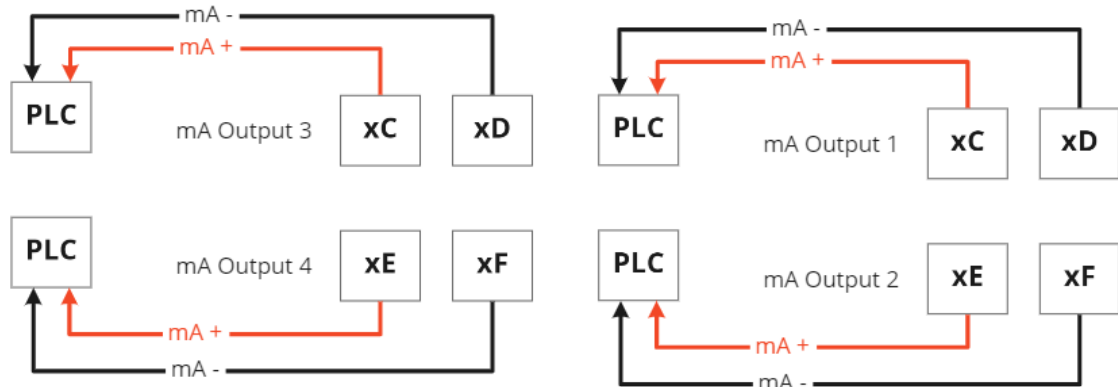 mA -
mA +
PLC
mA Output 3
xC
xD
PLC
mA Output 4
xE
xF
mA +
mA -
mA -
mA +
PLC
mA Output 1
xC
xD
PLC
mA Output 2
xE
xF
mA +
mA -